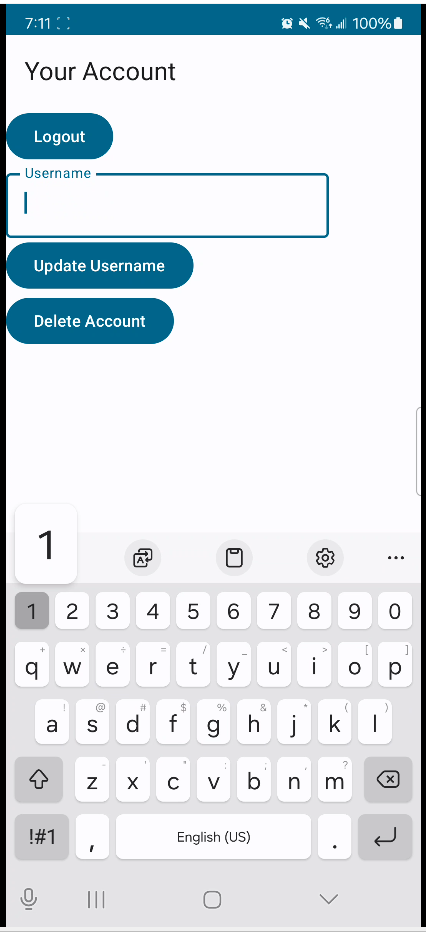 7:11 100%
Your Account
Logout
Username
Update Username
Delete Account
1
1 2 3 4 5 6 7 8 9 0
+ × ÷ = / _ < > [ ]
q w e r t y u i o p
! @ # $ % & * ( )
a s d f g h j k l
- ' " : ; , ?
z x c v b n m
!#1 , English (US) .